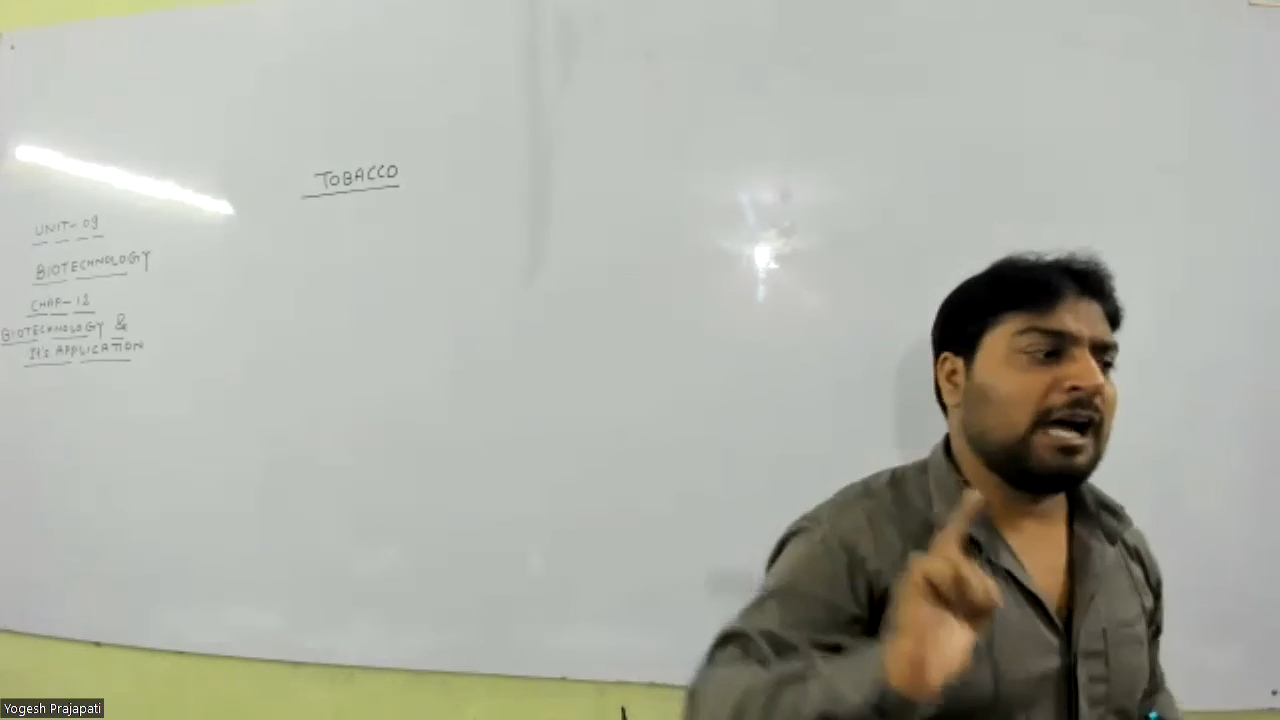 TOBACCO
UNIT-09
BIOTECHNOLOGY
CHAP-12
BIOTECHNOLOGY &
It's APPLICATION
Yogesh Prajapati